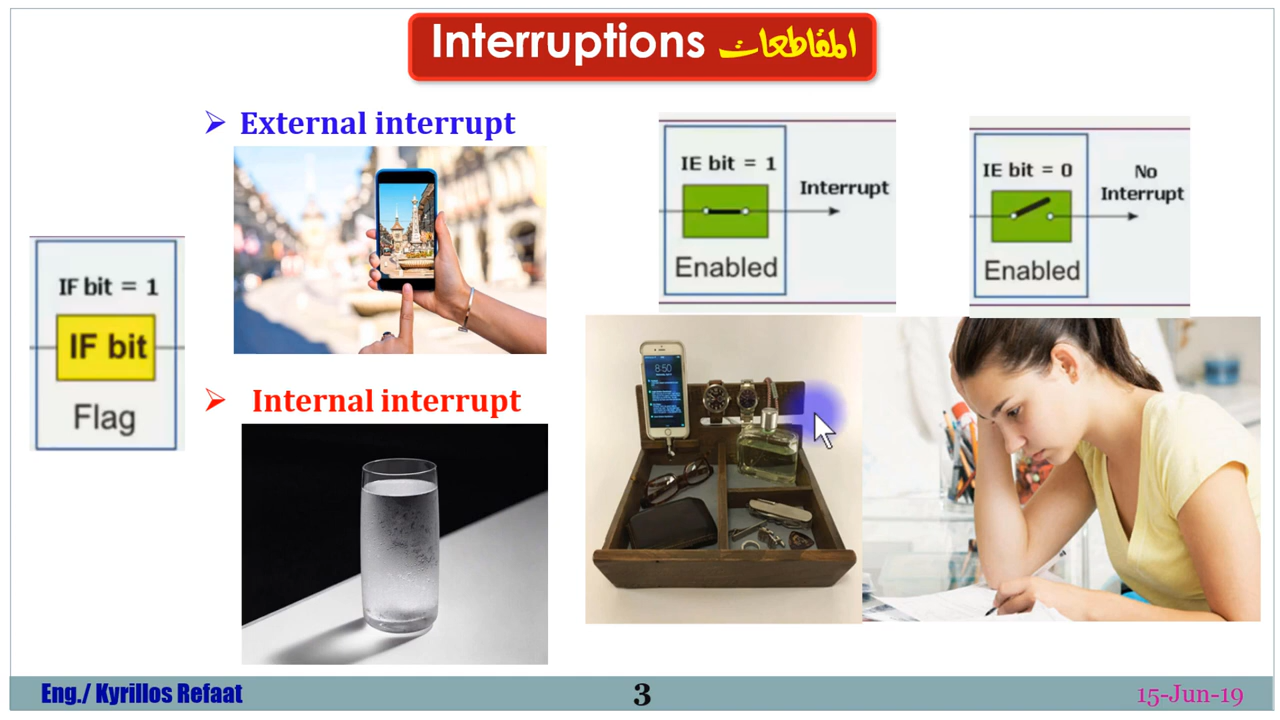 Interruptions المقاطعات
External interrupt
IF bit = 1
IF bit
Flag
Internal interrupt
IE bit = 1
Interrupt
Enabled
IE bit = 0
No
Interrupt
Enabled
8:50
Eng./ Kyrillos Refaat
3
15-Jun-19